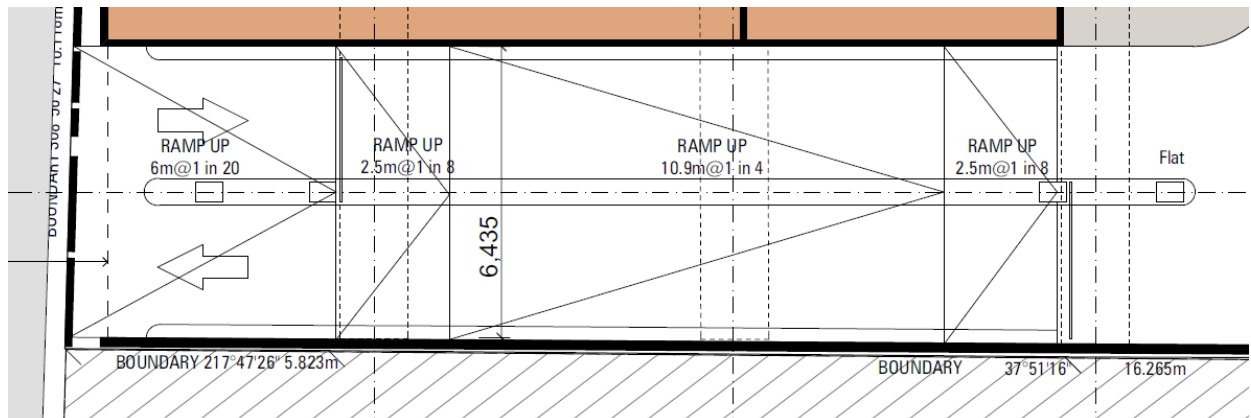 RAMP UP
6m@1 in 20
RAMP UP
2.5m@1 in 8
RAMP UP
10.9m@1 in 4
RAMP UP
2.5m@1 in 8
Flat
6,435
BOUNDARY
BOUNDARY 217°47'26" 5.823m
BOUNDARY 37°51'16" 16.265m